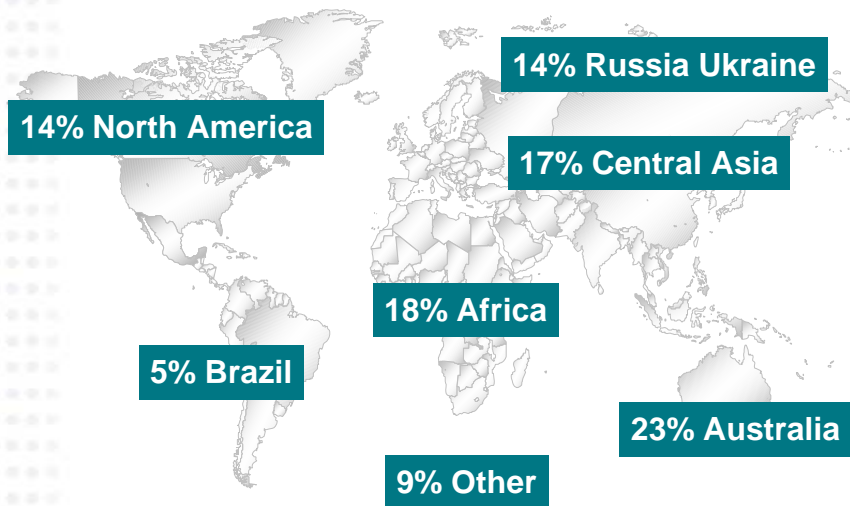 14% Russia Ukraine
14% North America
17% Central Asia
18% Africa
5% Brazil
23% Australia
9% Other